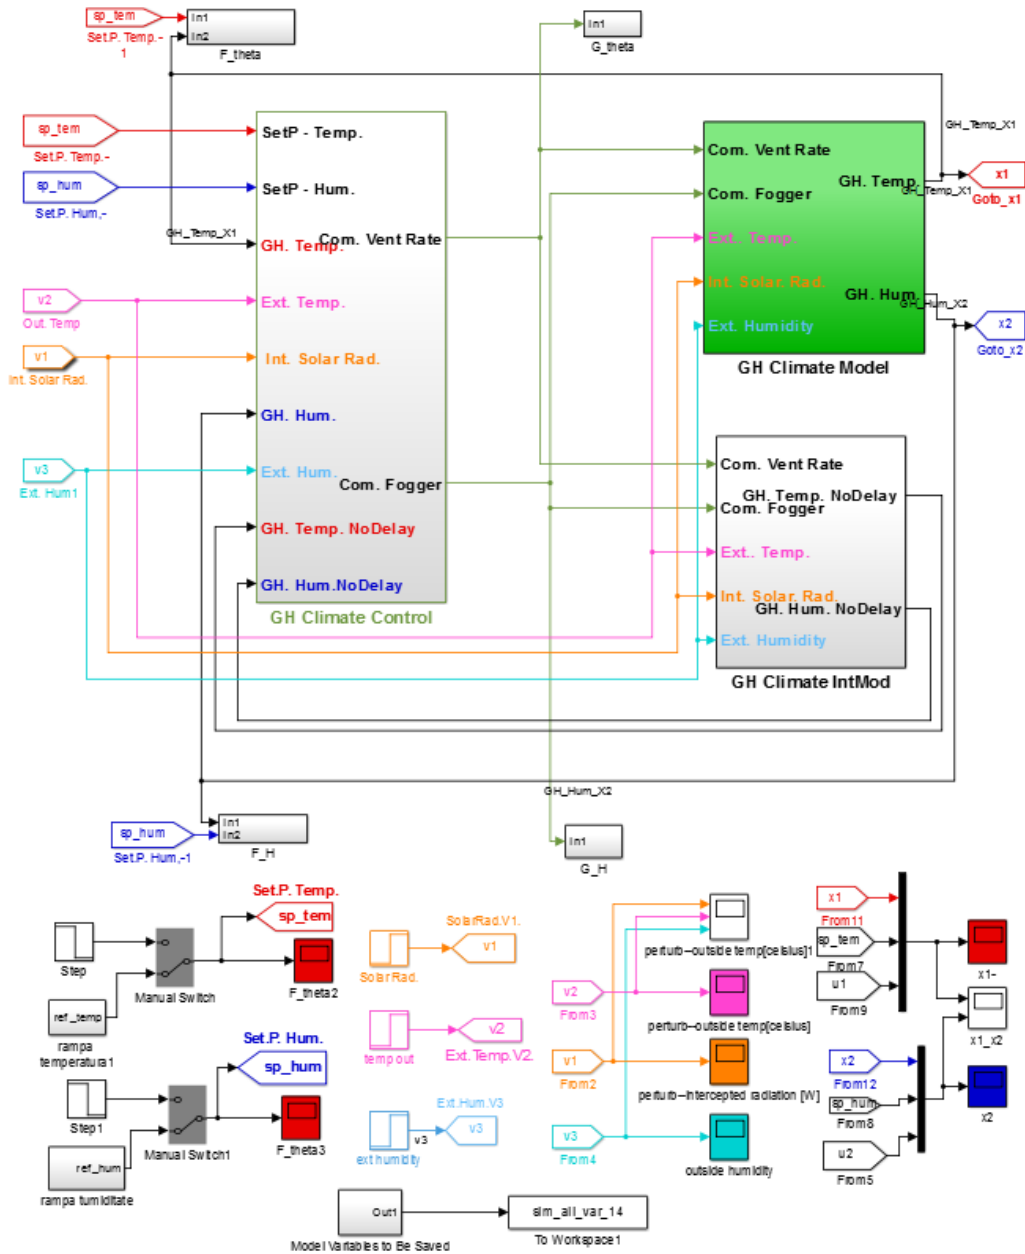 sp_tem
Set.P. Temp.-
1
In1
In2
F_theta
In1
G_theta
sp_tem
Set.P. Temp.-
sp_hum
Set.P. Hum,-
GH_Temp_X1
v2
Out. Temp
v1
Int. Solar Rad.
v3
Ext. Hum1
SetP - Temp.
SetP - Hum.
GH. Temp.
Com. Vent Rate
Ext. Temp.
Int. Solar Rad.
GH. Hum.
Ext. Hum.
Com. Fogger
GH. Temp. NoDelay
GH. Hum.NoDelay
GH Climate Control
Com. Vent Rate
Com. Fogger
GH. Temp.
Ext.. Temp.
Int. Solar. Rad.
GH. Hum.
Ext. Humidity
GH Climate Model
GH_Temp_X1
GH_Temp_X1
x1
Goto_x1
GH_Hum_X2
x2
Goto_x2
Com. Vent Rate
GH. Temp. NoDelay
Com. Fogger
Ext.. Temp.
Int. Solar. Rad.
GH. Hum. NoDelay
Ext. Humidity
GH Climate IntMod
GH_Hum_X2
sp_hum
Set.P. Hum,-1
In1
In2
F_H
In1
G_H
Set.P. Temp.
sp_tem
Step
Manual Switch
F_theta2
ref_temp
rampa
temperatura1
Set.P. Hum.
sp_hum
Step1
Manual Switch1
F_theta3
ref_hum
rampa tumiditate
SolarRad.V1.
v1
Solar Rad.
v2
temp out
Ext.Temp.V2.
Ext.Hum.V3
v3
v3
ext humidity
perturb--outside temp[celsius]1
v2
From3
perturb--outside temp[celsius]
v1
From2
perturb--intercepted radiation [W]
v3
From4
outside humidity
x1
From11
sp_tem
From7
u1
From9
x1-
x1_x2
x2
From12
sp_hum
From8
u2
From5
x2
Out1
Model Variables to Be Saved
sim_all_var_14
To Workspace1